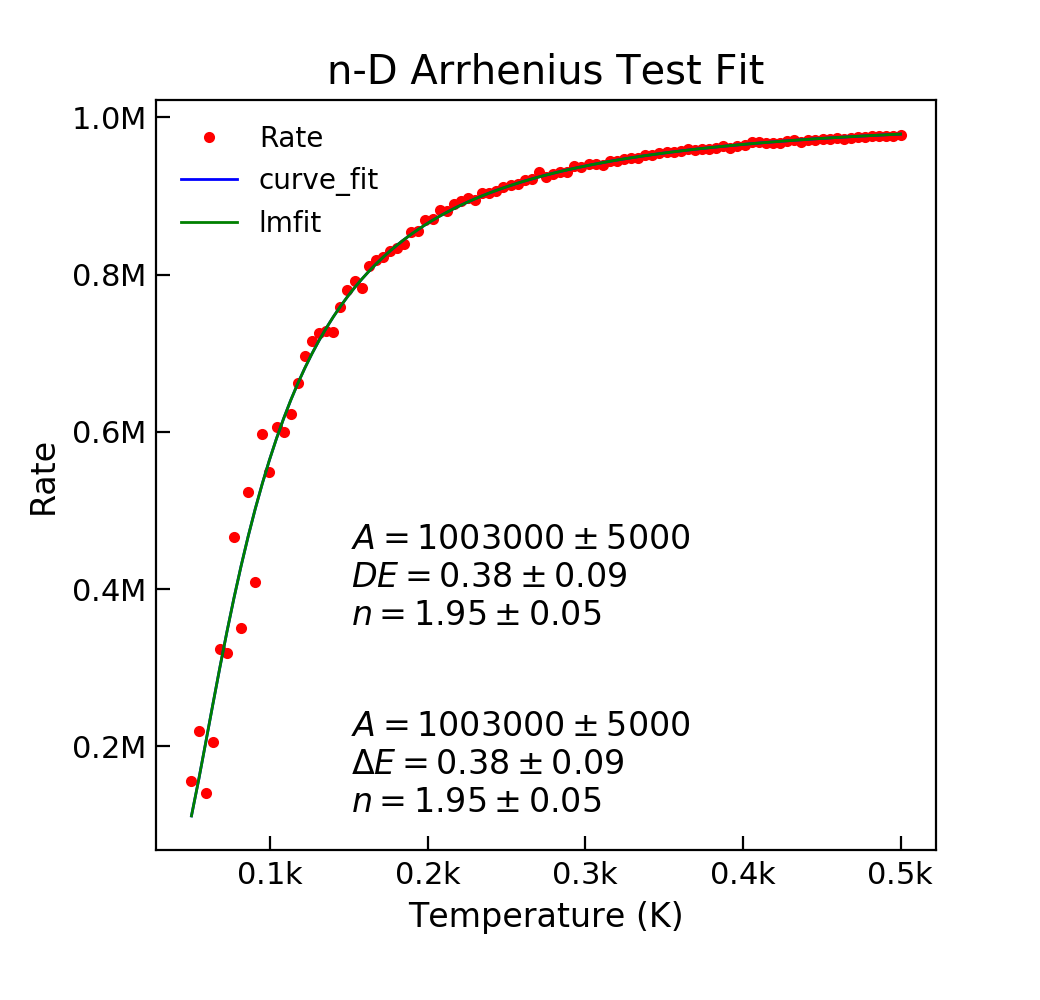 n-D Arrhenius Test Fit
1.0M
0.8M
0.6M
0.4M
0.2M
Rate
Rate
curve_fit
lmfit
A = 1003000 ± 5000
DE = 0.38 ± 0.09
n = 1.95 ± 0.05
A = 1003000 ± 5000
ΔE = 0.38 ± 0.09
n = 1.95 ± 0.05
0.1k 0.2k 0.3k 0.4k 0.5k
Temperature (K)